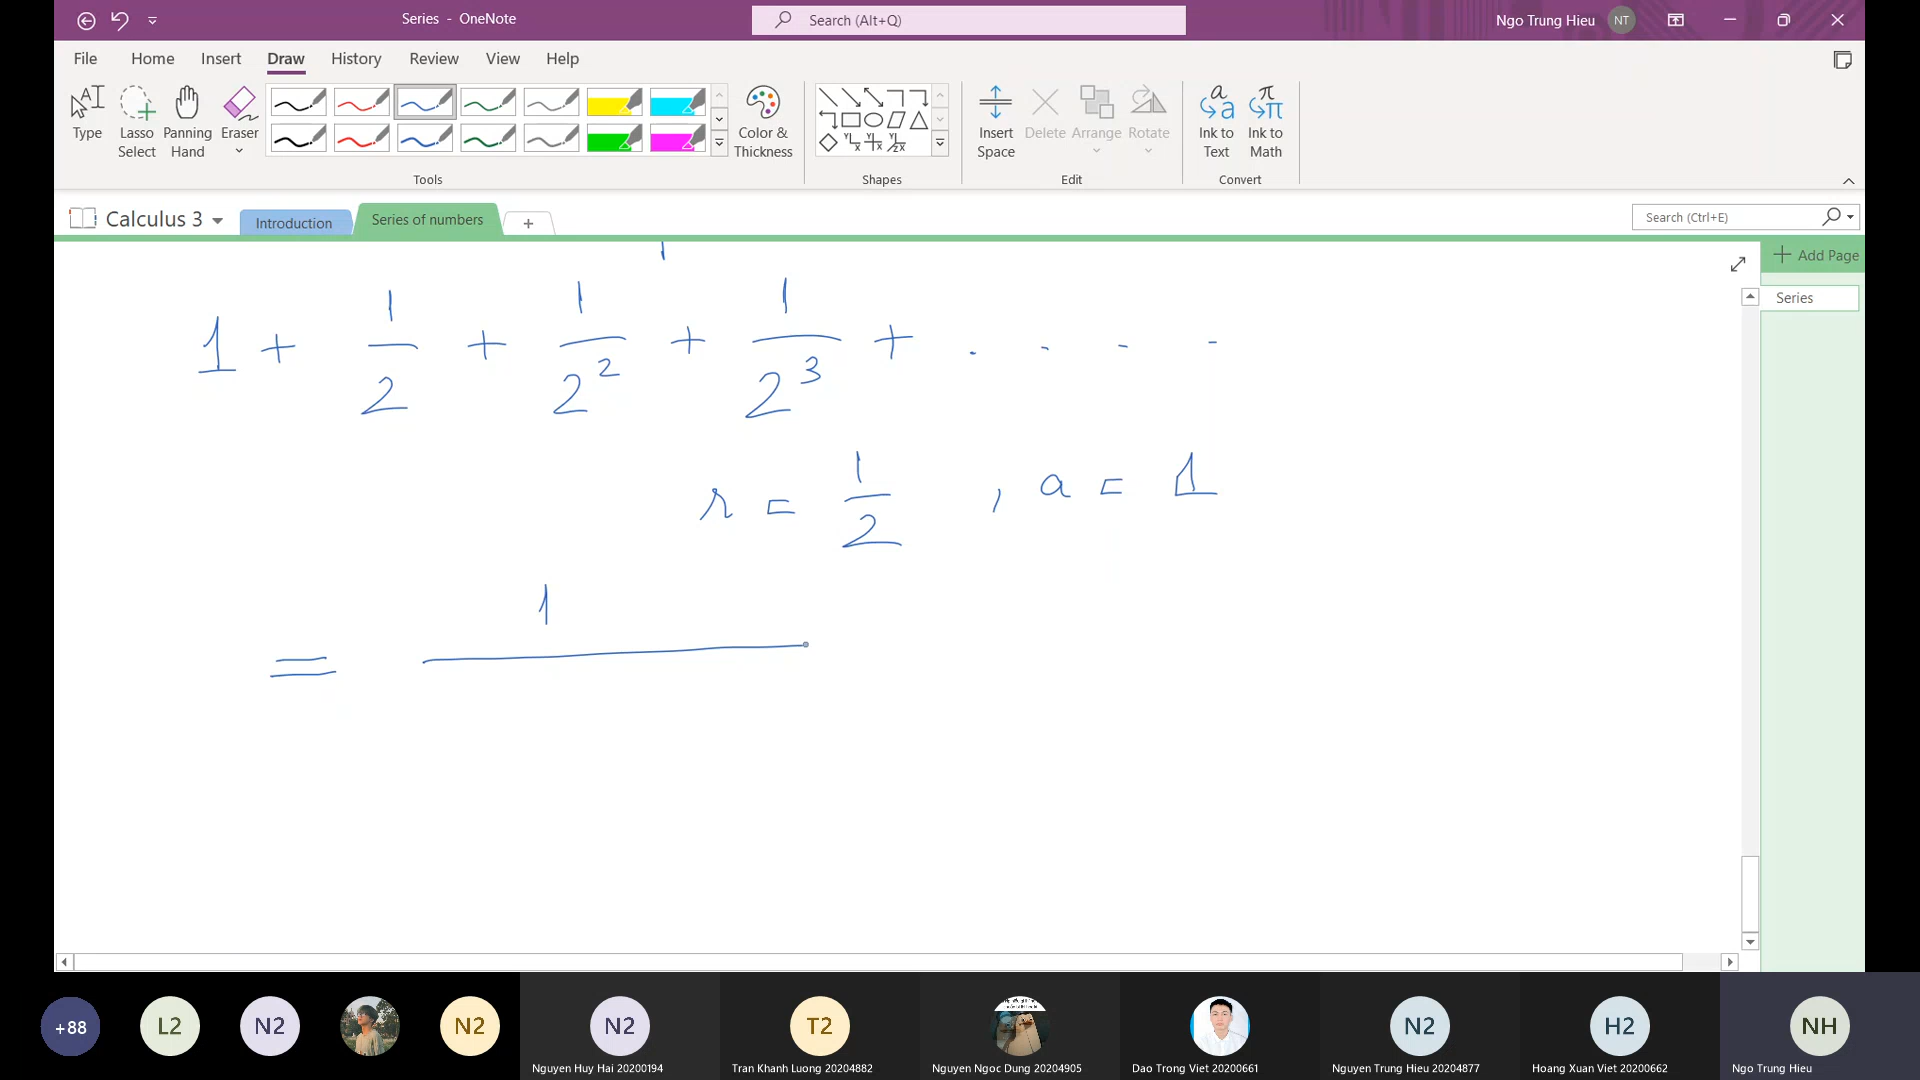 Series - OneNote
Search (Alt+Q)
Ngo Trung Hieu NT
File Home Insert Draw History Review View Help
Type
Lasso Select
Panning Hand
Eraser
Color & Thickness
Insert Space
Delete
Arrange
Rotate
Ink to Text
Ink to Math
Tools Shapes Edit Convert
Calculus 3
Introduction
Series of numbers
+
Search (Ctrl+E)
Add Page
Series
1 + 1/2 + 1/2^2 + 1/2^3 + . . . .
r = 1/2 , a = 1
= 1
+88
L2
N2
N2
N2
T2
N2
H2
NH
Nguyen Huy Hai 20200194
Tran Khanh Luong 20204882
Nguyen Ngoc Dung 20204905
Dao Trong Viet 20200661
Nguyen Trung Hieu 20204877
Hoang Xuan Viet 20200662
Ngo Trung Hieu